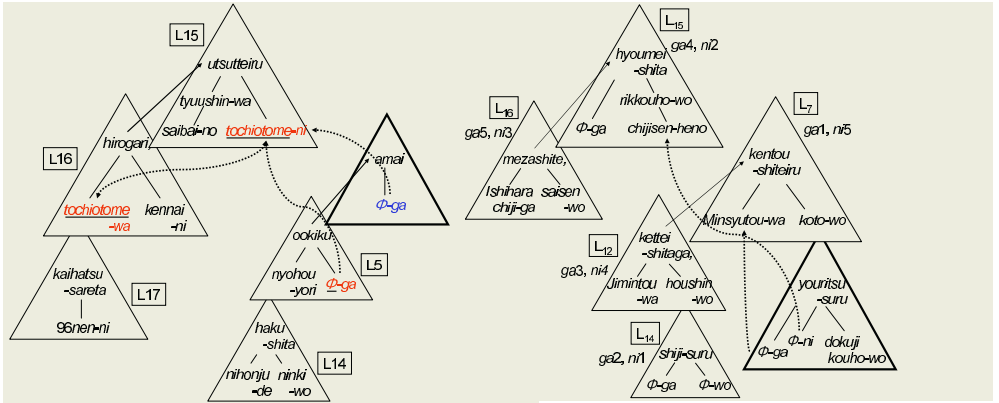 L15
utsutteiru
tyuushin-wa
saibai-no tochiotome-ni
L16
hirogari
tochiotome
-wa
kennai
-ni
kaihatsu
-sareta
96nen-ni
L17
amai
Φ-ga
ookiku
nyohou
-yori
Φ-ga
L5
haku
-shita
nihonju
-de
ninki
-wo
L14
L15
ga4, ni2
hyoumei
-shita
rikkouho-wo
Φ-ga
chijisen-heno
L16
ga5, ni3
mezashite,
Ishihara
chiji-ga
saisen
-wo
L7
ga1, ni5
kentou
-shiteiru
Minsyutou-wa
koto-wo
L12
ga3, ni4
kettei
-shitaga,
Jimintou
-wa
houshin
-wo
L14
ga2, ni1
shiji-suru
Φ-ga
Φ-wo
youritsu
-suru
Φ-ga
Φ-ni
dokuji
kouho-wo